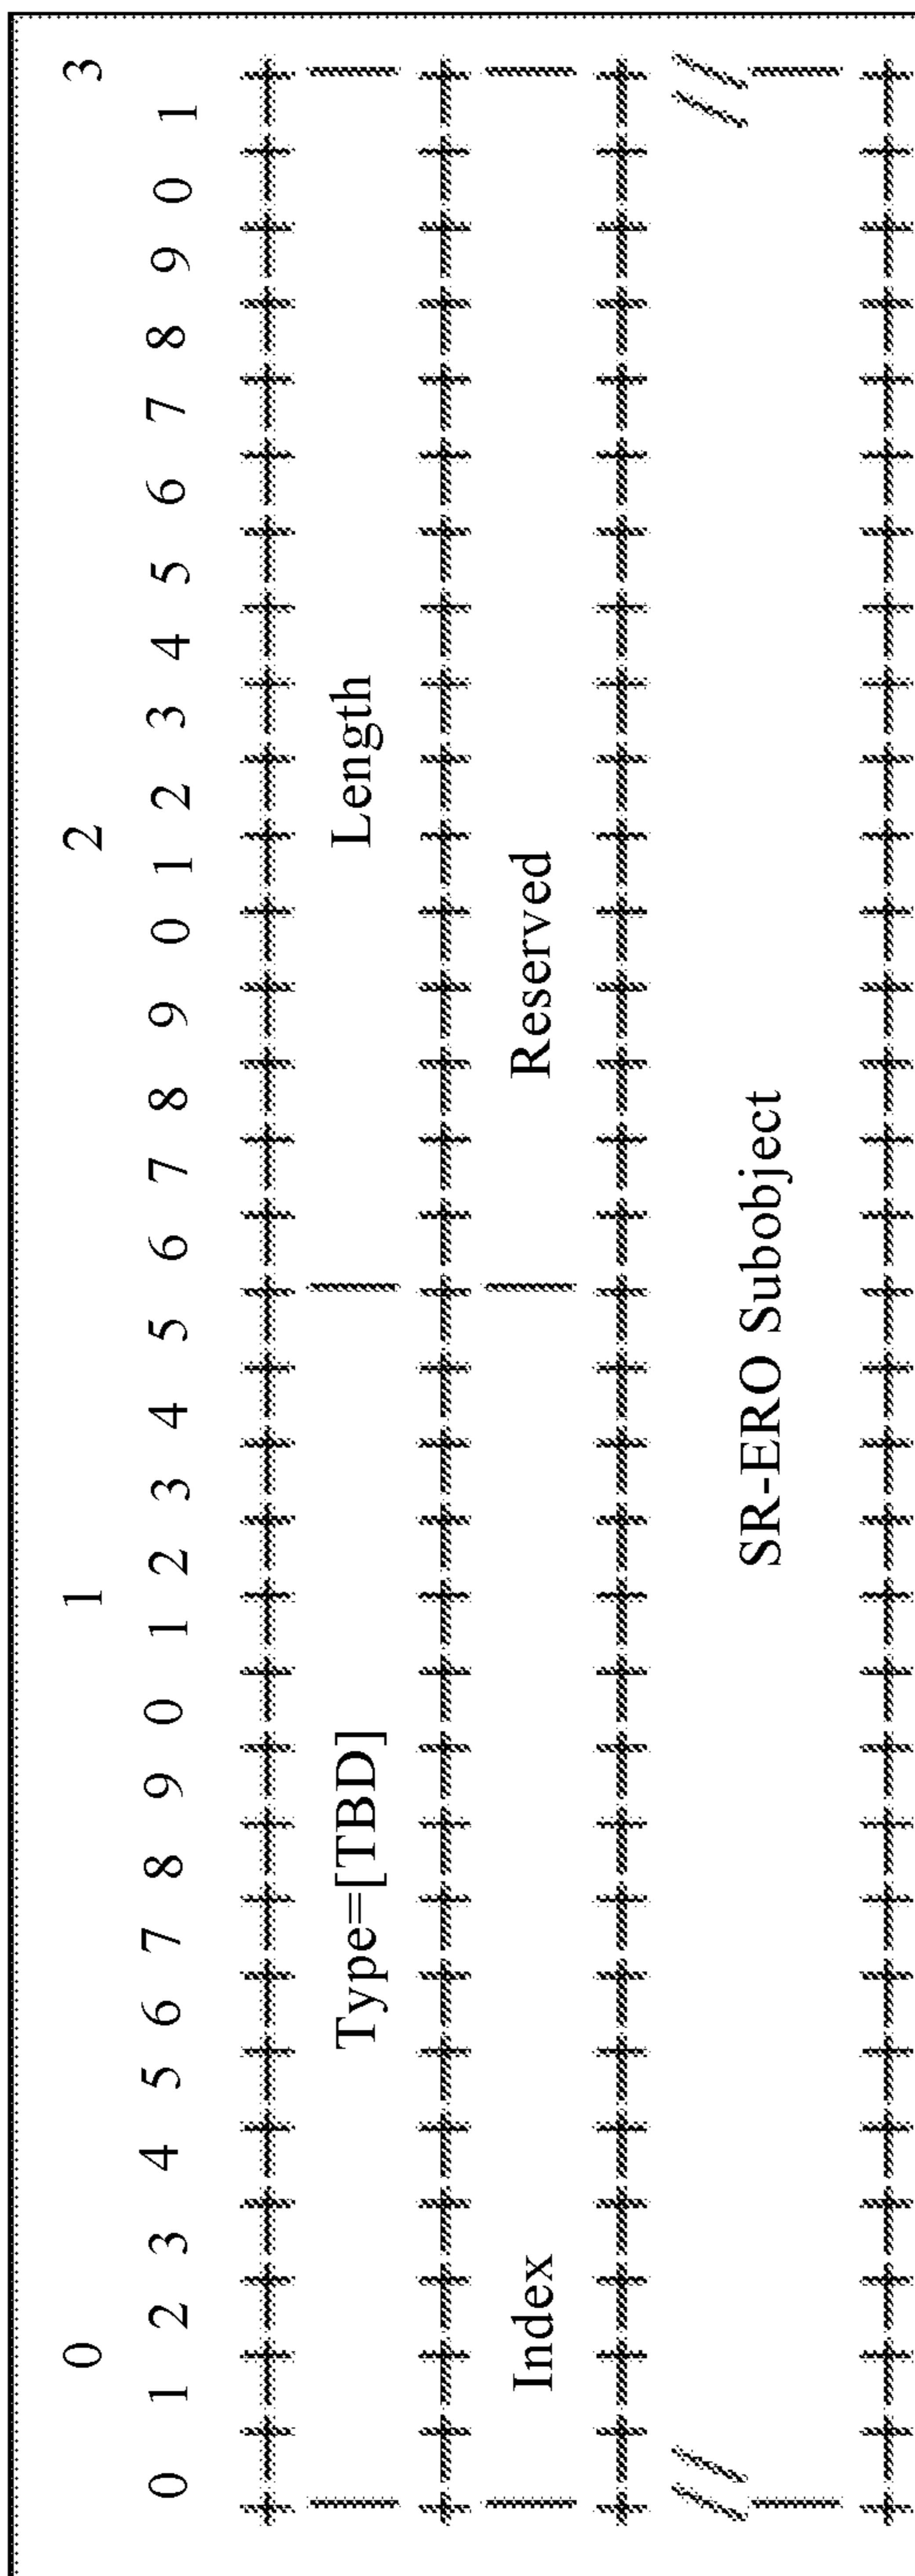 0 1 2 3
0 1 2 3 4 5 6 7 8 9 0 1 2 3 4 5 6 7 8 9 0 1 2 3 4 5 6 7 8 9 0 1
+-+-+-+-+-+-+-+-+-+-+-+-+-+-+-+-+-+-+-+-+-+-+-+-+-+-+-+-+-+-+-+-+
| Type=[TBD] | Length |
+-+-+-+-+-+-+-+-+-+-+-+-+-+-+-+-+-+-+-+-+-+-+-+-+-+-+-+-+-+-+-+-+
| Index | Reserved |
+-+-+-+-+-+-+-+-+-+-+-+-+-+-+-+-+-+-+-+-+-+-+-+-+-+-+-+-+-+-+-+-+
// //
| SR-ERO Subobject |
+-+-+-+-+-+-+-+-+-+-+-+-+-+-+-+-+-+-+-+-+-+-+-+-+-+-+-+-+-+-+-+-+